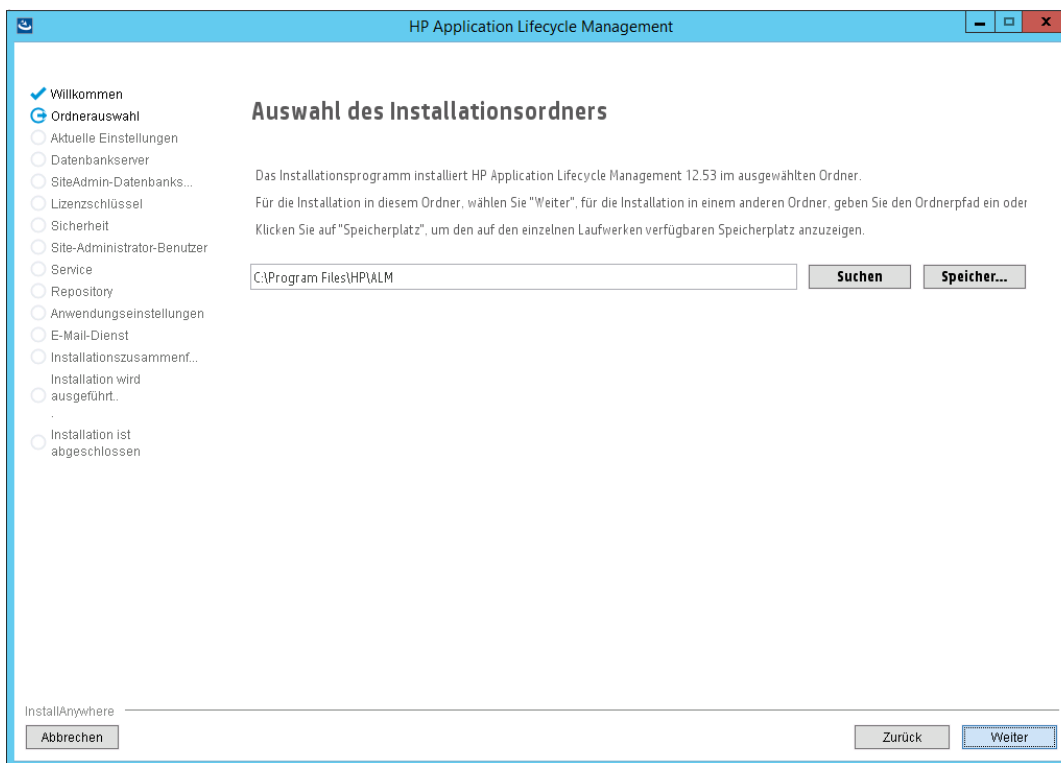 HP Application Lifecycle Management
Willkommen
Ordnerauswahl
Aktuelle Einstellungen
Datenbankserver
SiteAdmin-Datenbanks...
Lizenzschlüssel
Sicherheit
Site-Administrator-Benutzer
Service
Repository
Anwendungseinstellungen
E-Mail-Dienst
Installationszusammenf...
Installation wird
ausgeführt..
.
Installation ist
abgeschlossen
Auswahl des Installationsordners
Das Installationsprogramm installiert HP Application Lifecycle Management 12.53 im ausgewählten Ordner.
Für die Installation in diesem Ordner, wählen Sie "Weiter", für die Installation in einem anderen Ordner, geben Sie den Ordnerpfad ein oder
Klicken Sie auf "Speicherplatz", um den auf den einzelnen Laufwerken verfügbaren Speicherplatz anzuzeigen.
C:\Program Files\HP\ALM
Suchen
Speicher...
InstallAnywhere
Abbrechen
Zurück
Weiter